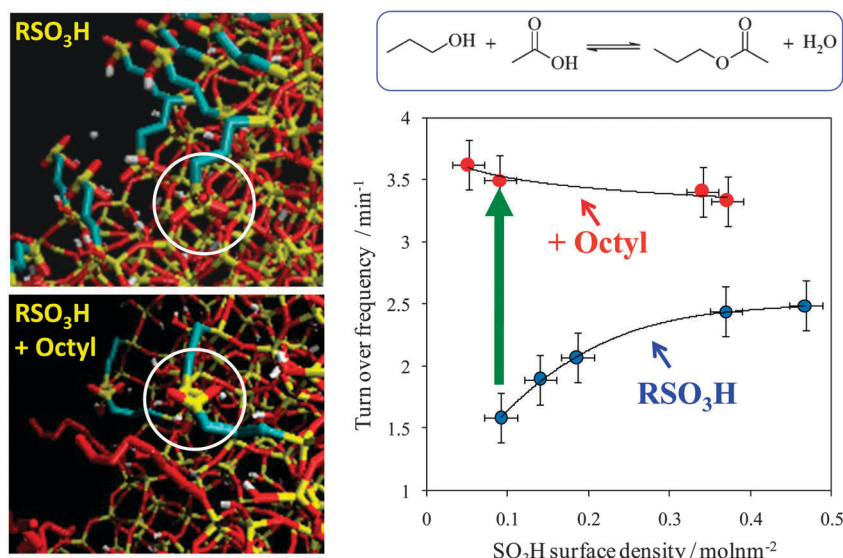 RSO₃H
RSO₃H
+ Octyl
OH + OH O O O + H₂O
Turn over frequency / min⁻¹
4
3.5
3
2.5
2
1.5
1
+ Octyl
RSO₃H
0 0.1 0.2 0.3 0.4 0.5
SO₃H surface density / molnm⁻²